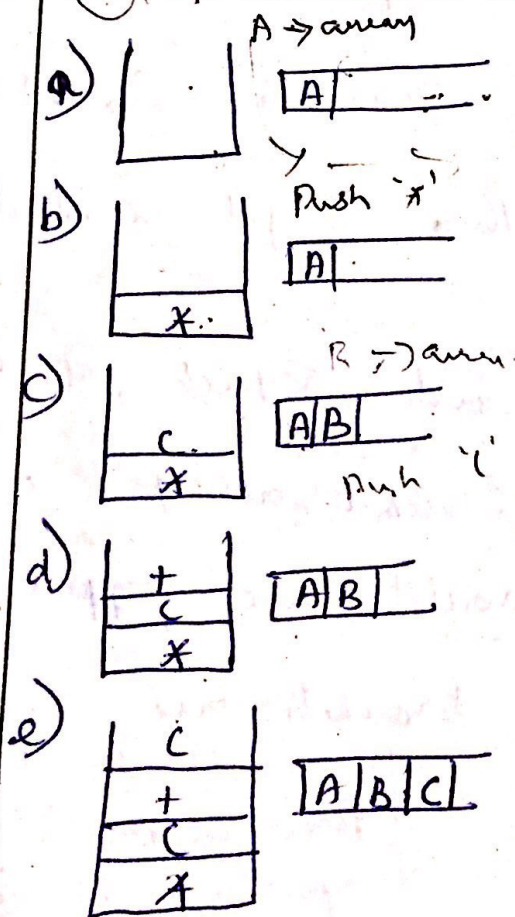 A → array
a)
A
Push '*'
b)
A
*
→ array
c)
A B
(
*
Push '('
d)
+
(
*
A B
e)
(
+
(
*
A B C